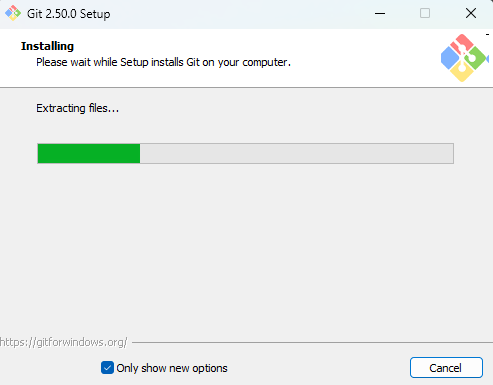 Git 2.50.0 Setup
Installing
Please wait while Setup installs Git on your computer.
Extracting files...
https://gitforwindows.org/
Only show new options
Cancel